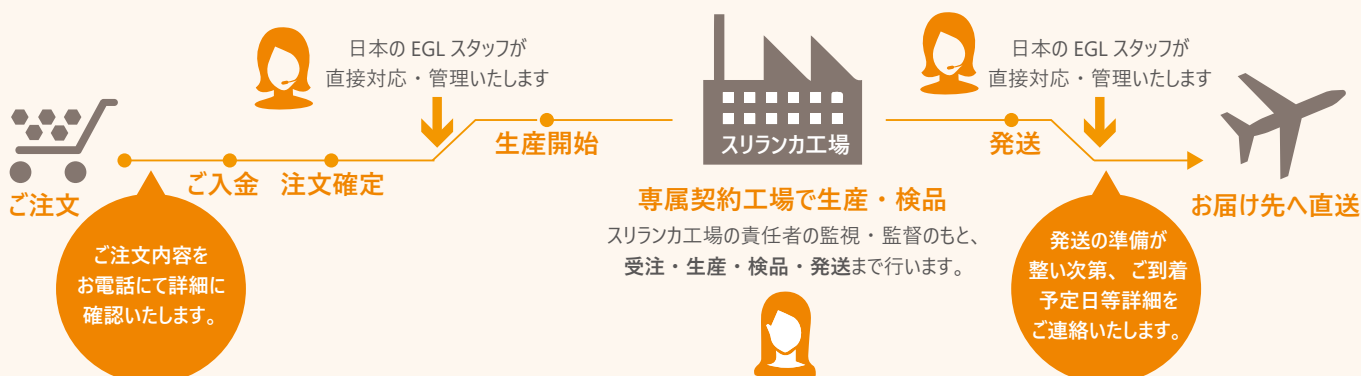 日本の EGL スタッフが
直接対応・管理いたします
ご注文
ご入金
注文確定
ご注文内容を
お電話にて詳細に
確認いたします。
生産開始
スリランカ工場
専属契約工場で生産・検品
スリランカ工場の責任者の監視・監督のもと、
受注・生産・検品・発送まで行います。
日本の EGL スタッフが
直接対応・管理いたします
発送
発送の準備が
整い次第、ご到着
予定日等詳細を
ご連絡いたします。
お届け先へ直送